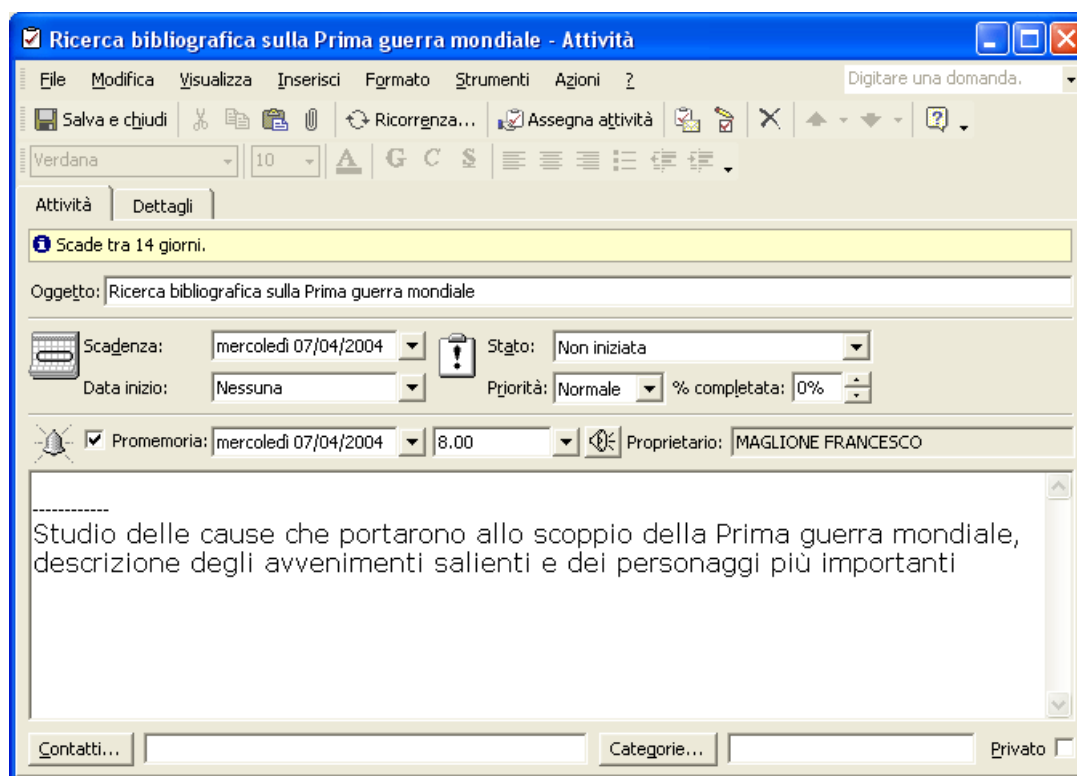 Ricerca bibliografica sulla Prima guerra mondiale - Attività
File Modifica Visualizza Inserisci Formato Strumenti Azioni ? Digitare una domanda.
Salva e chiudi Ricorrenza... Assegna attività
Verdana 10 A G C S
Attività Dettagli
Scade tra 14 giorni.
Oggetto: Ricerca bibliografica sulla Prima guerra mondiale
Scadenza: mercoledì 07/04/2004 Stato: Non iniziata
Data inizio: Nessuna Priorità: Normale % completata: 0%
Promemoria: mercoledì 07/04/2004 8.00 Proprietario: MAGLIONE FRANCESCO
------------
Studio delle cause che portarono allo scoppio della Prima guerra mondiale,
descrizione degli avvenimenti salienti e dei personaggi più importanti
Contatti... Categorie... Privato